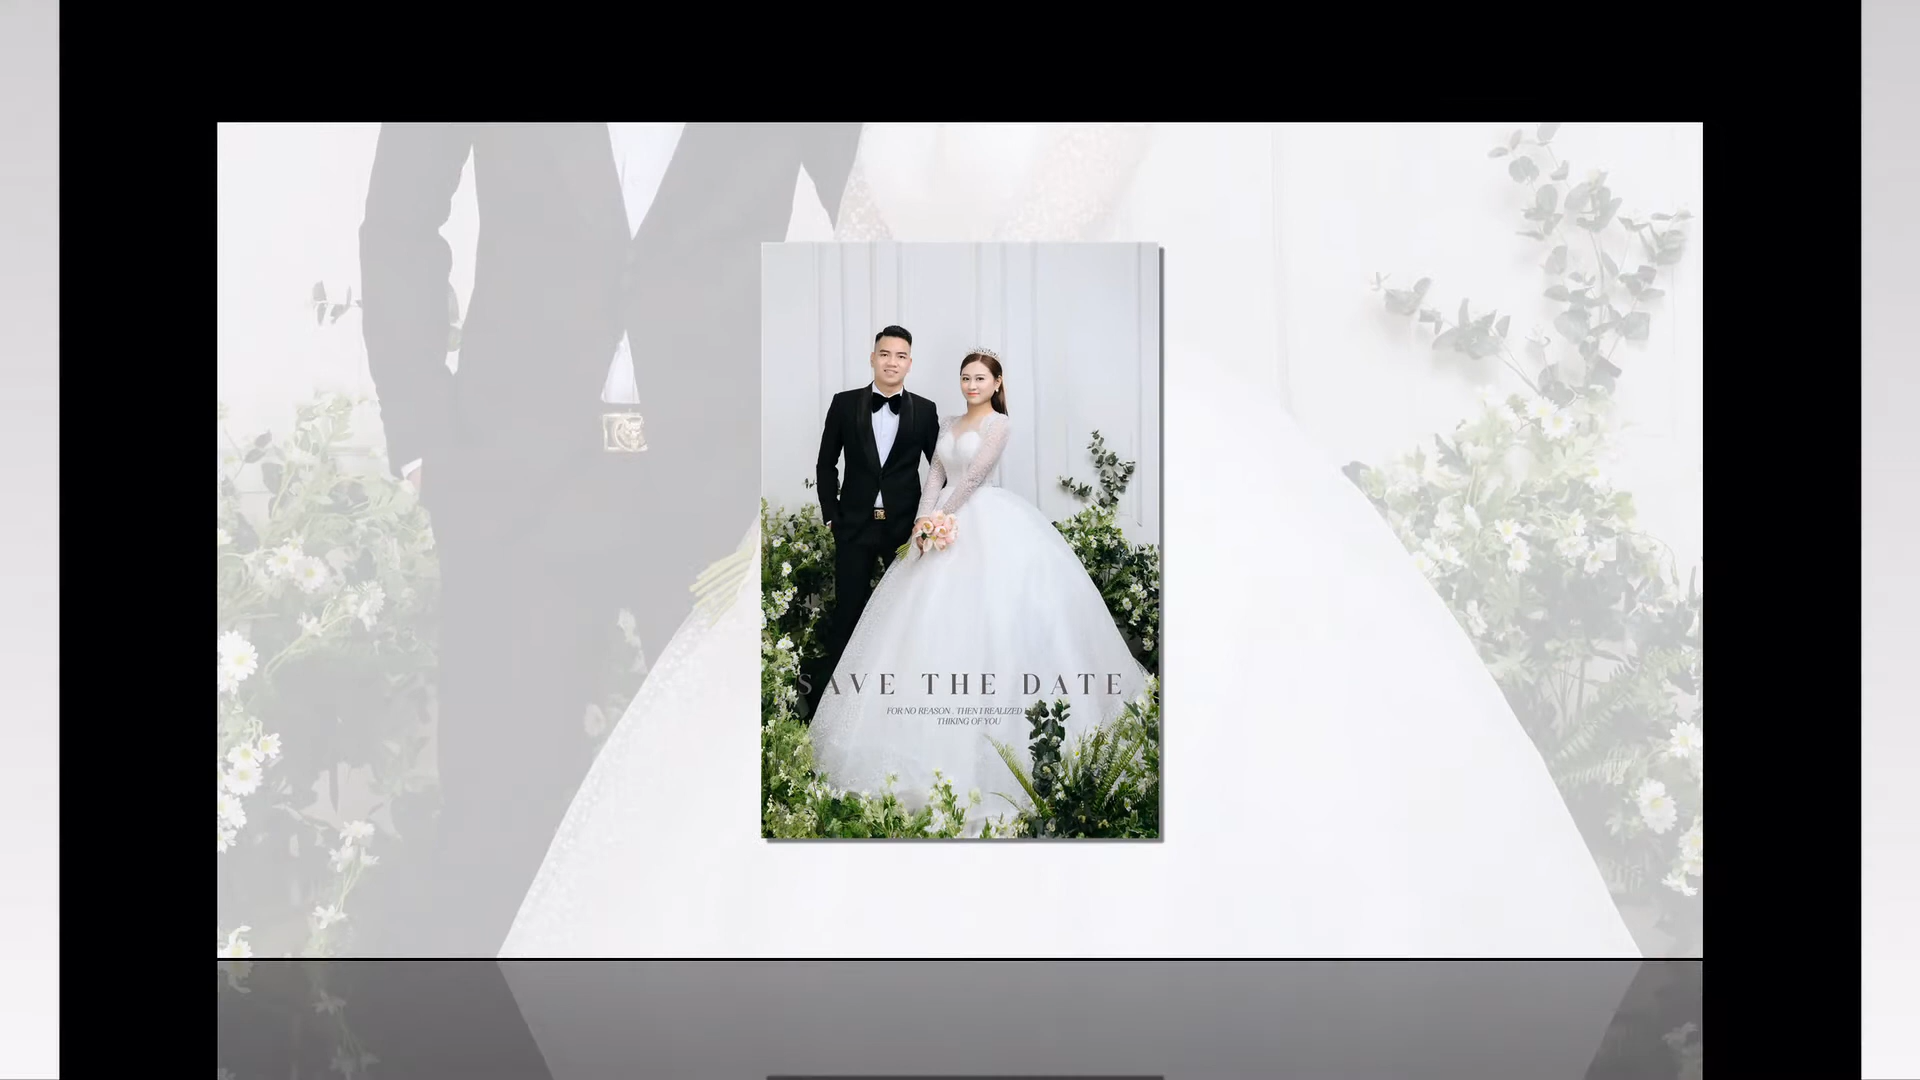 SAVE THE DATE
FOR NO REASON . THEN I REALIZED
THIKING OF YOU